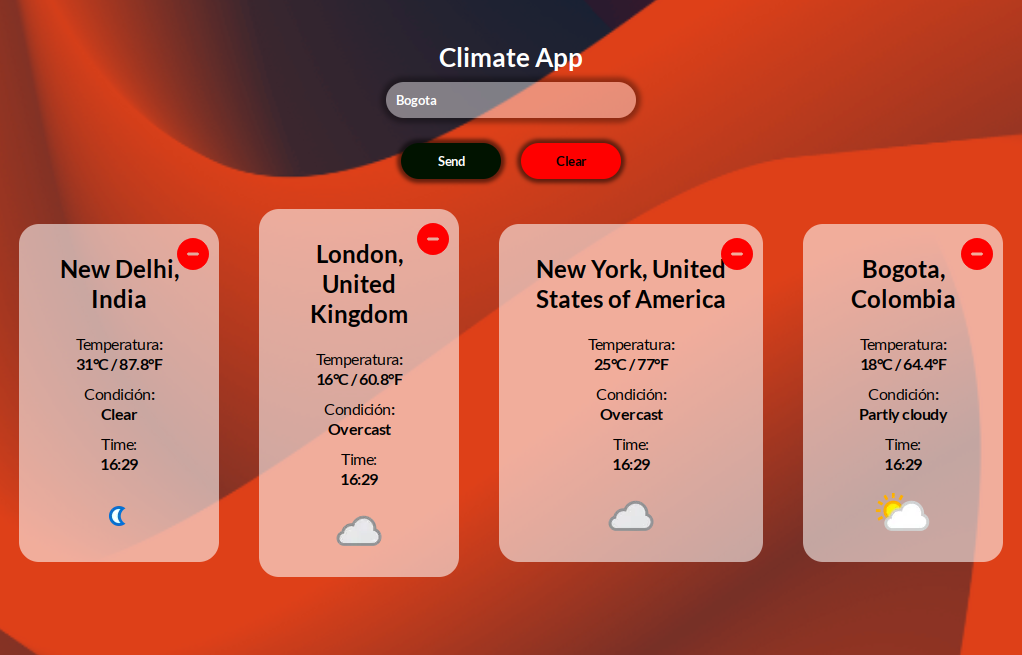 Climate App
Bogota
Send
Clear
New Delhi,
India
Temperatura:
31°C / 87.8°F
Condición:
Clear
Time:
16:29
London,
United
Kingdom
Temperatura:
16°C / 60.8°F
Condición:
Overcast
Time:
16:29
New York, United
States of America
Temperatura:
25°C / 77°F
Condición:
Overcast
Time:
16:29
Bogota,
Colombia
Temperatura:
18°C / 64.4°F
Condición:
Partly cloudy
Time:
16:29